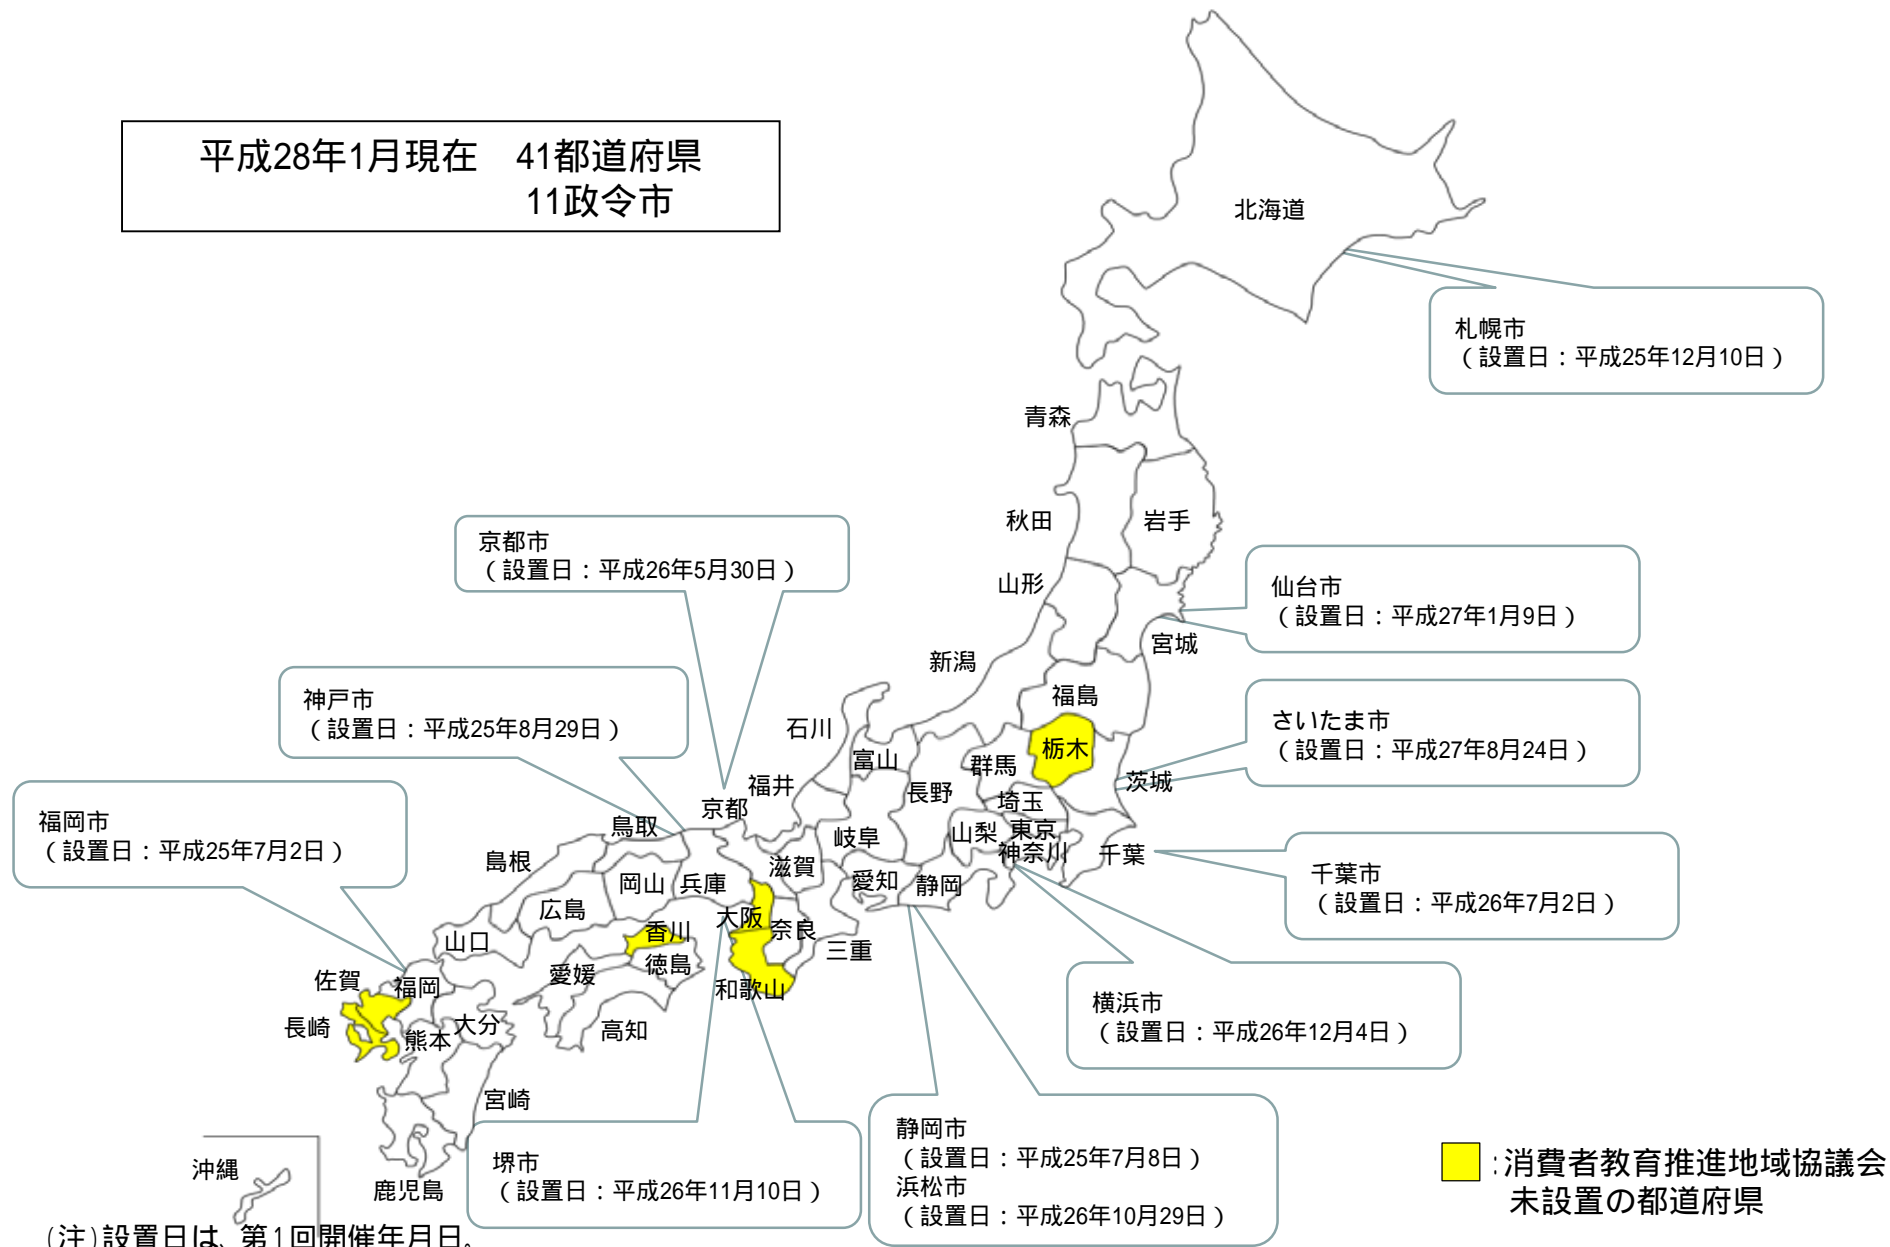 平成28年1月現在　41都道府県
11政令市
北海道
札幌市
（設置日：平成25年12月10日）
青森
秋田
岩手
京都市
（設置日：平成26年5月30日）
山形
仙台市
（設置日：平成27年1月9日）
宮城
新潟
福島
神戸市
（設置日：平成25年8月29日）
石川
さいたま市
（設置日：平成27年8月24日）
栃木
富山
群馬
茨城
福井
長野
埼玉
京都
福岡市
（設置日：平成25年7月2日）
鳥取
岐阜
山梨
東京
神奈川
千葉
島根
滋賀
千葉市
（設置日：平成26年7月2日）
岡山
兵庫
愛知
静岡
広島
大阪
奈良
香川
山口
三重
徳島
愛媛
佐賀
福岡
和歌山
横浜市
（設置日：平成26年12月4日）
長崎
大分
熊本
高知
宮崎
静岡市
（設置日：平成25年7月8日）
浜松市
（設置日：平成26年10月29日）
堺市
（設置日：平成26年11月10日）
沖縄
鹿児島
：消費者教育推進地域協議会
未設置の都道府県
（注）設置日は、第1回開催年月日。